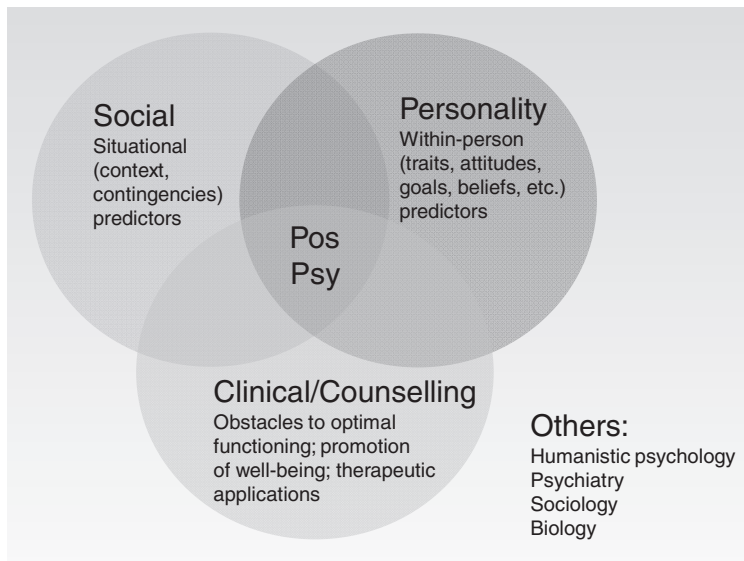 Social
Situational
(context,
contingencies)
predictors
Personality
Within-person
(traits, attitudes,
goals, beliefs, etc.)
predictors
Pos
Psy
Clinical/Counselling
Obstacles to optimal
functioning; promotion
of well-being; therapeutic
applications
Others:
Humanistic psychology
Psychiatry
Sociology
Biology